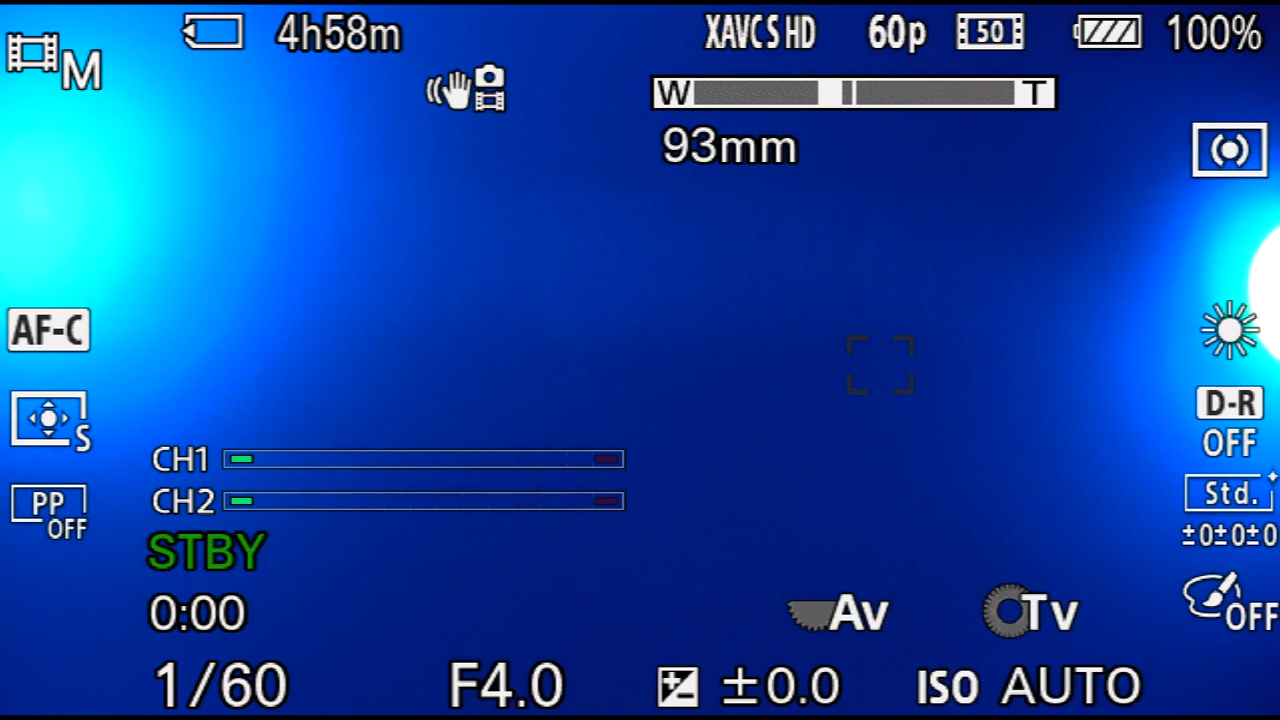 M 4h58m XAVC S HD 60p 50 100%
W T
93mm
AF-C
S
D-R
OFF
CH1
PP OFF
Std.
CH2
±0±0±0
STBY
0:00
Av Tv
OFF
1/60 F4.0 ±0.0 ISO AUTO